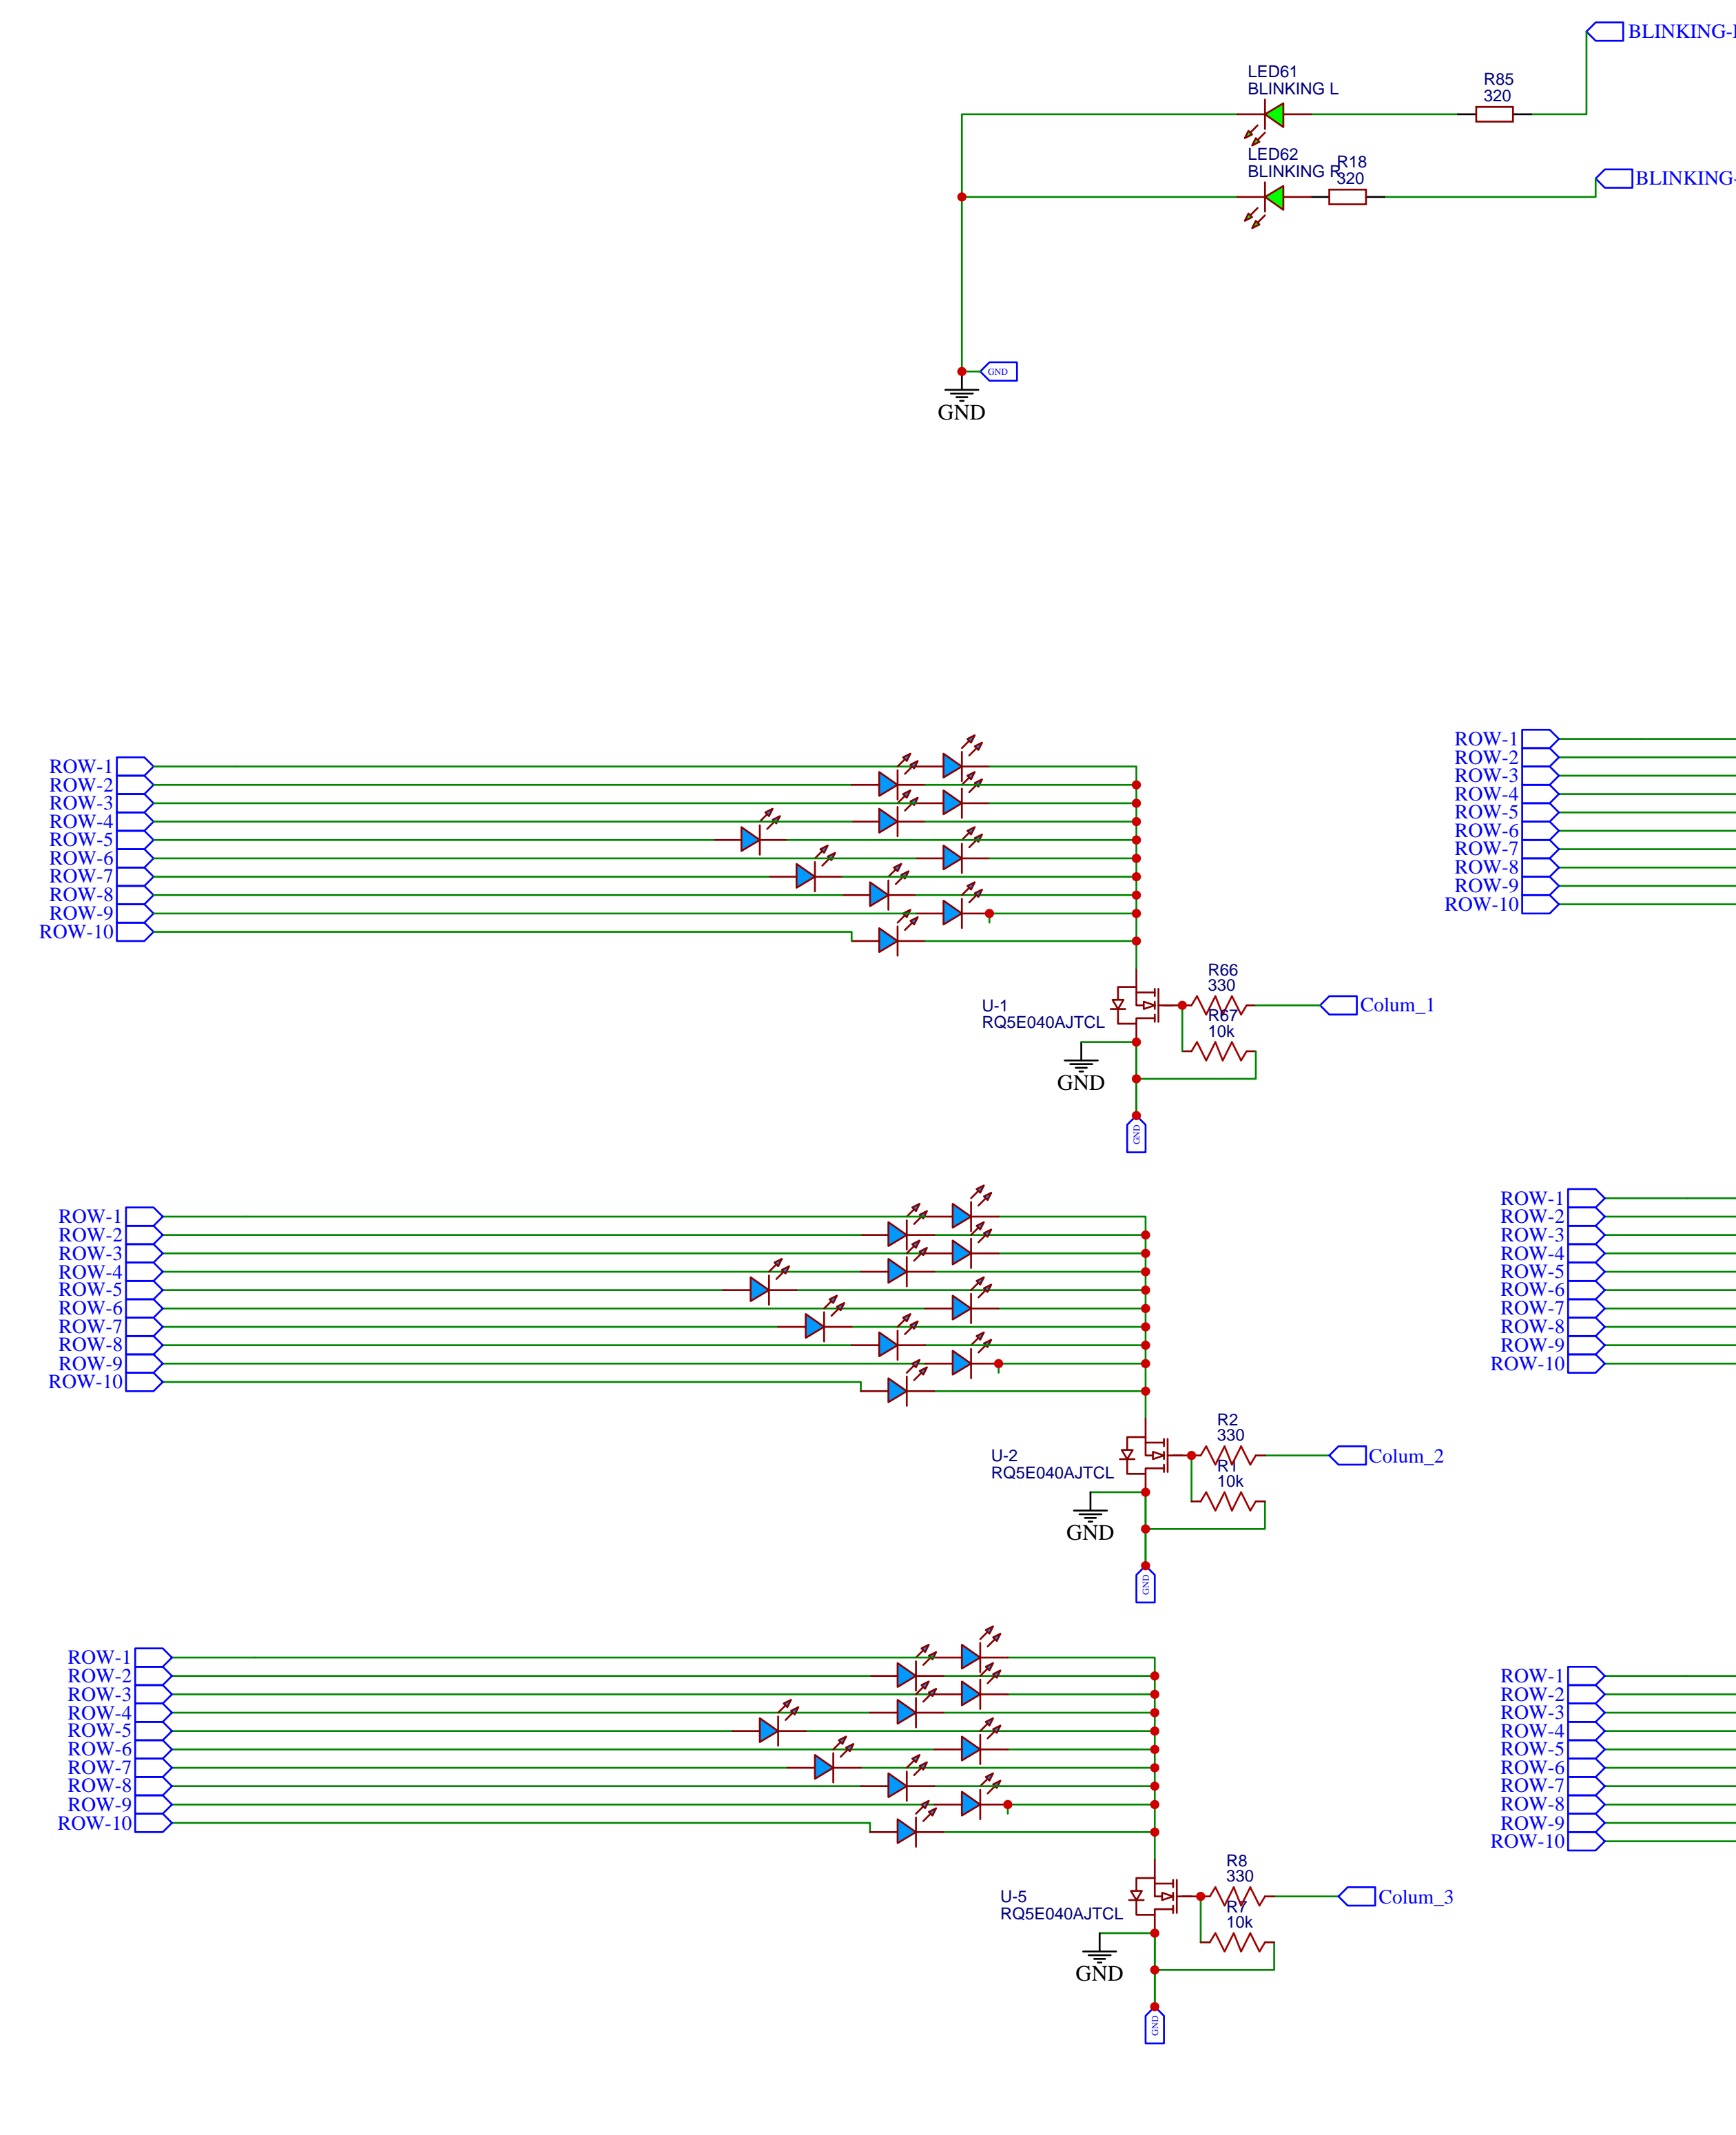 BLINKING-
LED61
BLINKING L
R85
320
LED62
BLINKING R
R18
320
BLINKING-
GND
GND
ROW-1
ROW-2
ROW-3
ROW-4
ROW-5
ROW-6
ROW-7
ROW-8
ROW-9
ROW-10
ROW-1
ROW-2
ROW-3
ROW-4
ROW-5
ROW-6
ROW-7
ROW-8
ROW-9
ROW-10
U-1
RQ5E040AJTCL
R66
330
R67
10k
Colum_1
GND
GND
ROW-1
ROW-2
ROW-3
ROW-4
ROW-5
ROW-6
ROW-7
ROW-8
ROW-9
ROW-10
ROW-1
ROW-2
ROW-3
ROW-4
ROW-5
ROW-6
ROW-7
ROW-8
ROW-9
ROW-10
U-2
RQ5E040AJTCL
R2
330
R1
10k
Colum_2
GND
GND
ROW-1
ROW-2
ROW-3
ROW-4
ROW-5
ROW-6
ROW-7
ROW-8
ROW-9
ROW-10
ROW-1
ROW-2
ROW-3
ROW-4
ROW-5
ROW-6
ROW-7
ROW-8
ROW-9
ROW-10
U-5
RQ5E040AJTCL
R8
330
R7
10k
Colum_3
GND
GND